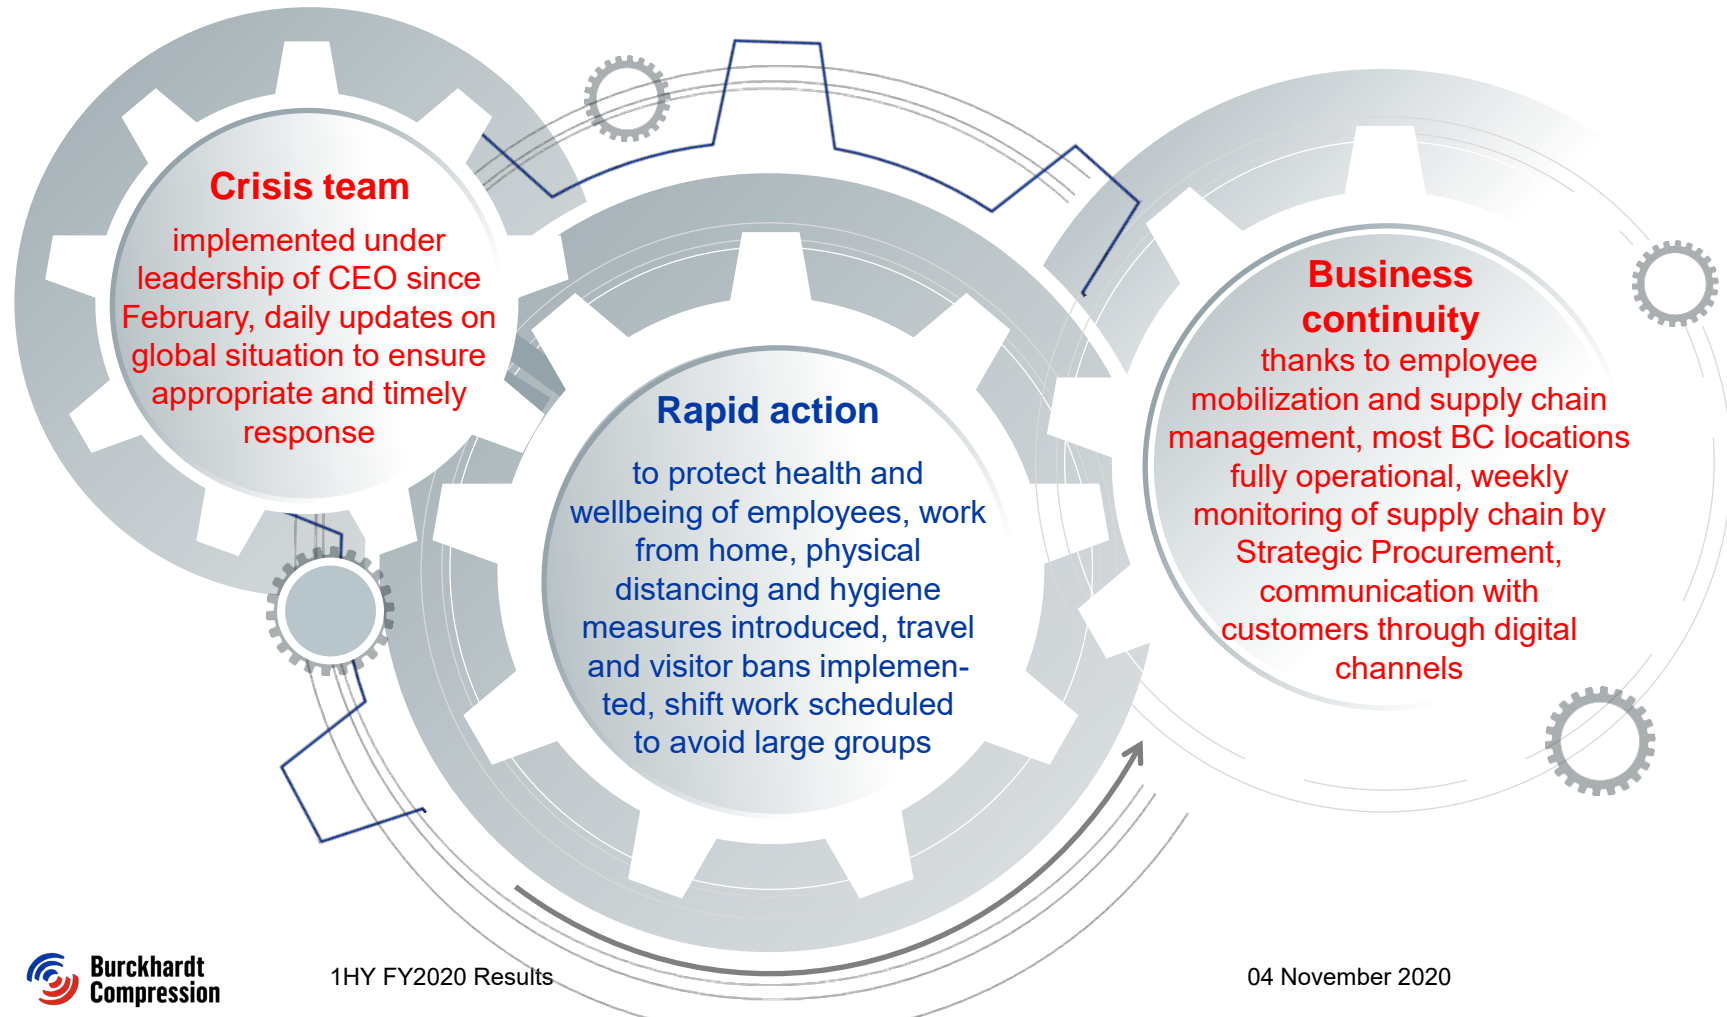 Crisis team
implemented under
leadership of CEO since
February, daily updates on
global situation to ensure
appropriate and timely
response
Rapid action
to protect health and
wellbeing of employees, work
from home, physical
distancing and hygiene
measures introduced, travel
and visitor bans implemen-
ted, shift work scheduled
to avoid large groups
Business
continuity
thanks to employee
mobilization and supply chain
management, most BC locations
fully operational, weekly
monitoring of supply chain by
Strategic Procurement,
communication with
customers through digital
channels
Burckhardt
Compression
1HY FY2020 Results
04 November 2020